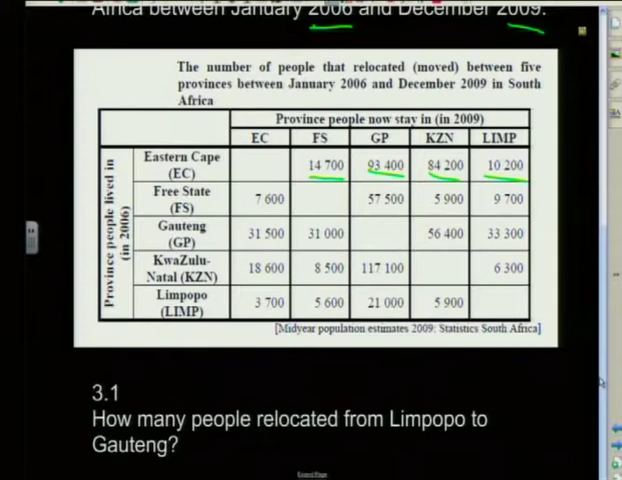 Africa between January 2006 and December 2009.
The number of people that relocated (moved) between five
provinces between January 2006 and December 2009 in South
Africa
Province people now stay in (in 2009)
EC FS GP KZN LIMP
Province people lived in
(in 2006)
Eastern Cape
(EC)
14 700 93 400 84 200 10 200
Free State
(FS)
7 600 57 500 5 900 9 700
Gauteng
(GP)
31 500 31 000 56 400 33 300
KwaZulu-
Natal (KZN)
18 600 8 500 117 100 6 300
Limpopo
(LIMP)
3 700 5 600 21 000 5 900
[Midyear population estimates 2009: Statistics South Africa]
3.1
How many people relocated from Limpopo to
Gauteng?
Extend Page